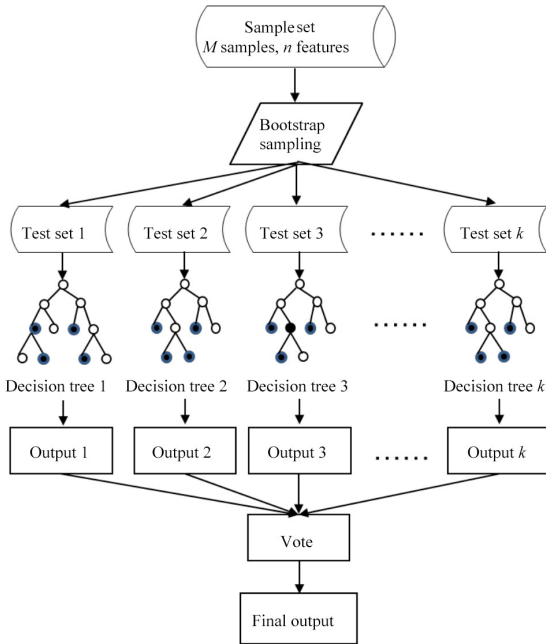 Sample set
M samples, n features
Bootstrap
sampling
Test set 1
Test set 2
Test set 3
......
Test set k
......
Decision tree 1
Decision tree 2
Decision tree 3
Decision tree k
Output 1
Output 2
Output 3
......
Output k
Vote
Final output